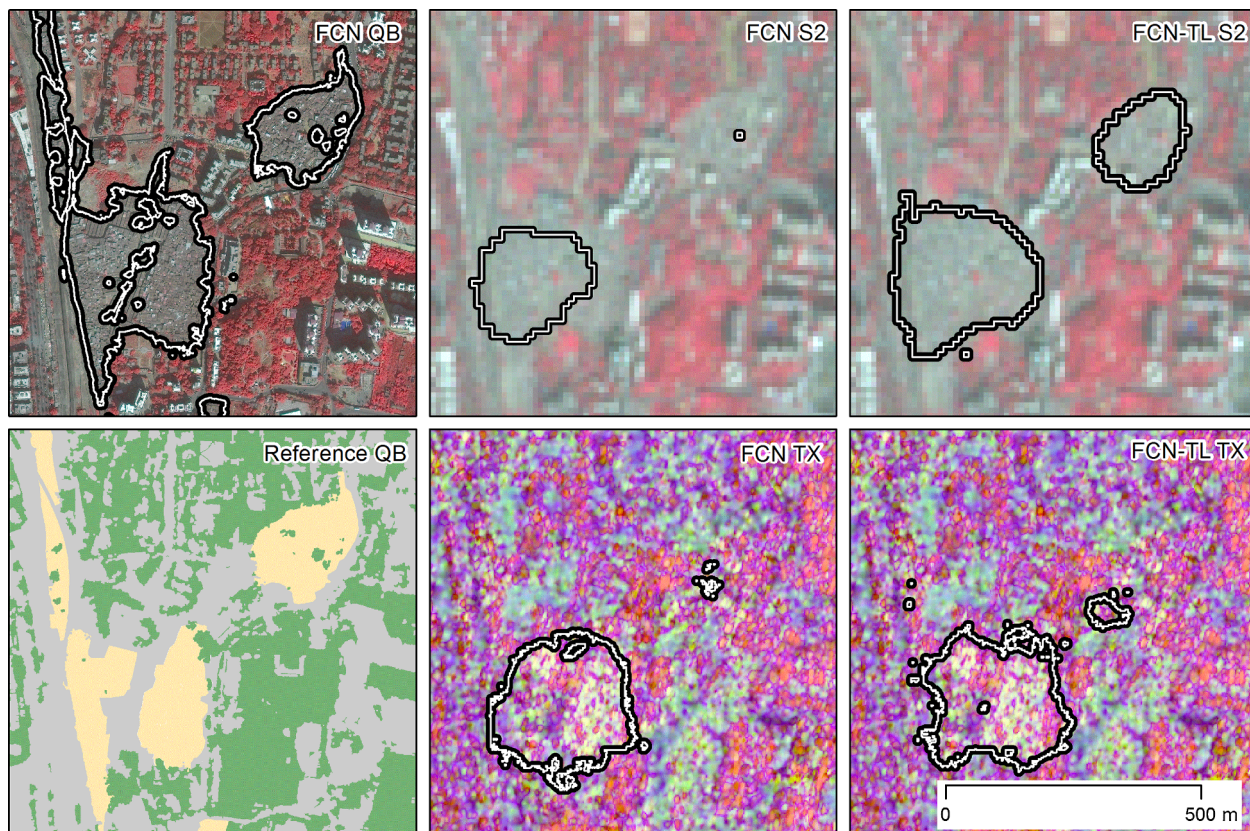 FCN QB
FCN S2
FCN-TL S2
Reference QB
FCN TX
FCN-TL TX
0
500 m